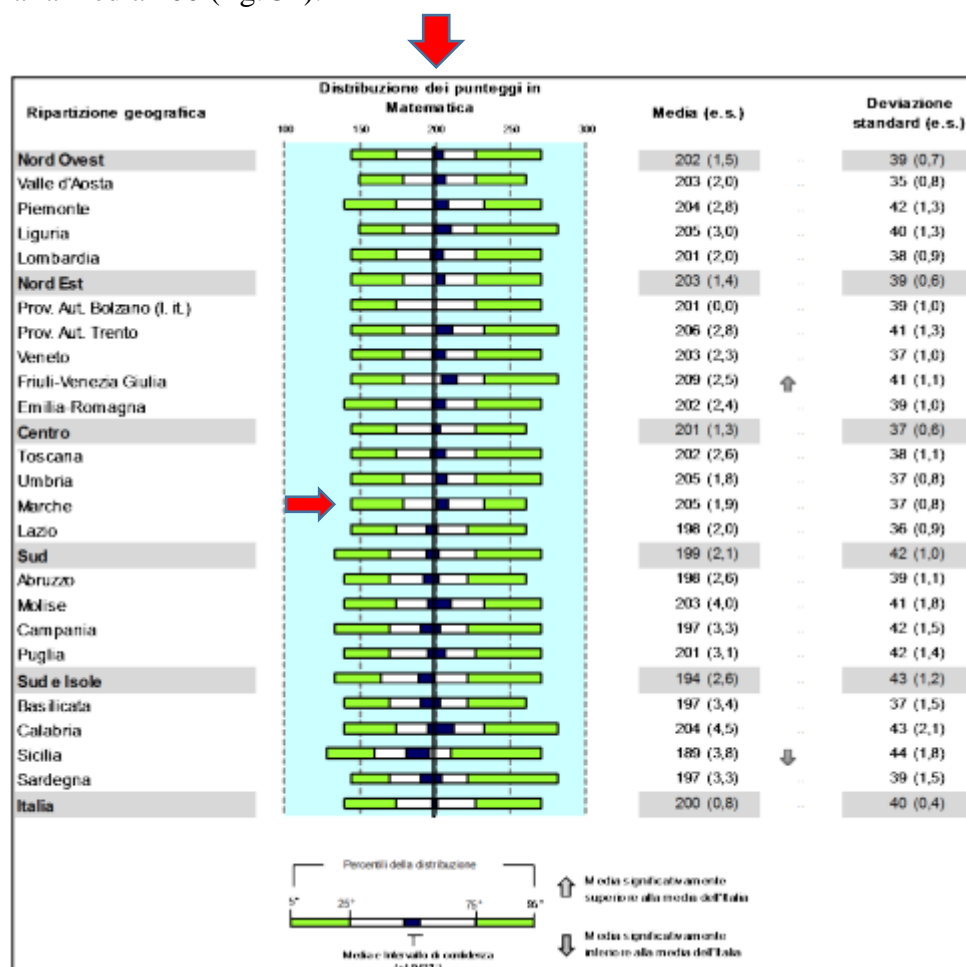 Distribuzione dei punteggi in
Ripartizione geografica Matematica Media (e.s.) Deviazione
standard (e.s.)
100 150 200 250 300
Nord Ovest 202 (1,5) .. 39 (0,7)
Valle d'Aosta 203 (2,0) .. 35 (0,8)
Piemonte 204 (2,8) .. 42 (1,3)
Liguria 205 (3,0) .. 40 (1,3)
Lombardia 201 (2,0) .. 38 (0,9)
Nord Est 203 (1,4) .. 39 (0,6)
Prov. Aut. Bolzano (l. it.) 201 (0,0) .. 39 (1,0)
Prov. Aut. Trento 206 (2,8) .. 41 (1,3)
Veneto 203 (2,3) .. 37 (1,0)
Friuli-Venezia Giulia 209 (2,5) .. 41 (1,1)
Emilia-Romagna 202 (2,4) .. 39 (1,0)
Centro 201 (1,3) .. 37 (0,6)
Toscana 202 (2,6) .. 38 (1,1)
Umbria 205 (1,8) .. 37 (0,8)
Marche 205 (1,9) .. 37 (0,8)
Lazio 198 (2,0) .. 36 (0,9)
Sud 199 (2,1) .. 42 (1,0)
Abruzzo 198 (2,6) .. 39 (1,1)
Molise 203 (4,0) .. 41 (1,8)
Campania 197 (3,3) .. 42 (1,5)
Puglia 201 (3,1) .. 42 (1,4)
Sud e Isole 194 (2,6) .. 43 (1,2)
Basilicata 197 (3,4) .. 37 (1,5)
Calabria 204 (4,5) .. 43 (2,1)
Sicilia 189 (3,8) .. 44 (1,8)
Sardegna 197 (3,3) .. 39 (1,5)
Italia 200 (0,8) .. 40 (0,4)
Percentili della distribuzione
5° 25° 75° 95°
Media e Intervallo di confidenza
Media significativamente
superiore alla media dell'Italia
Media significativamente
inferiore alla media dell'Italia